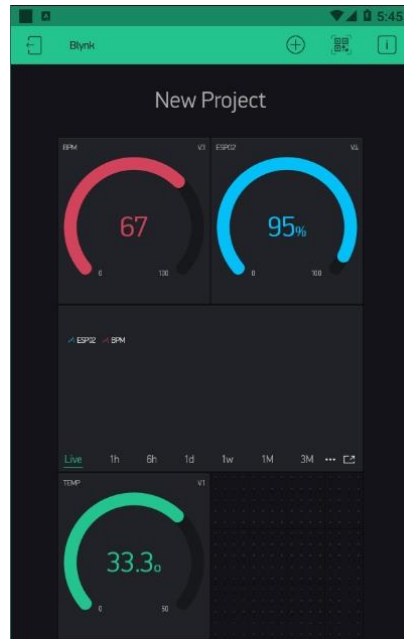 5:45
Blynk
New Project
BPM V3 ESPO2 V4
67 95%
0 100 0 100
ESPO2 BPM
Live 1h 6h 1d 1w 1M 3M
TEMP V1
33.3o
0 50